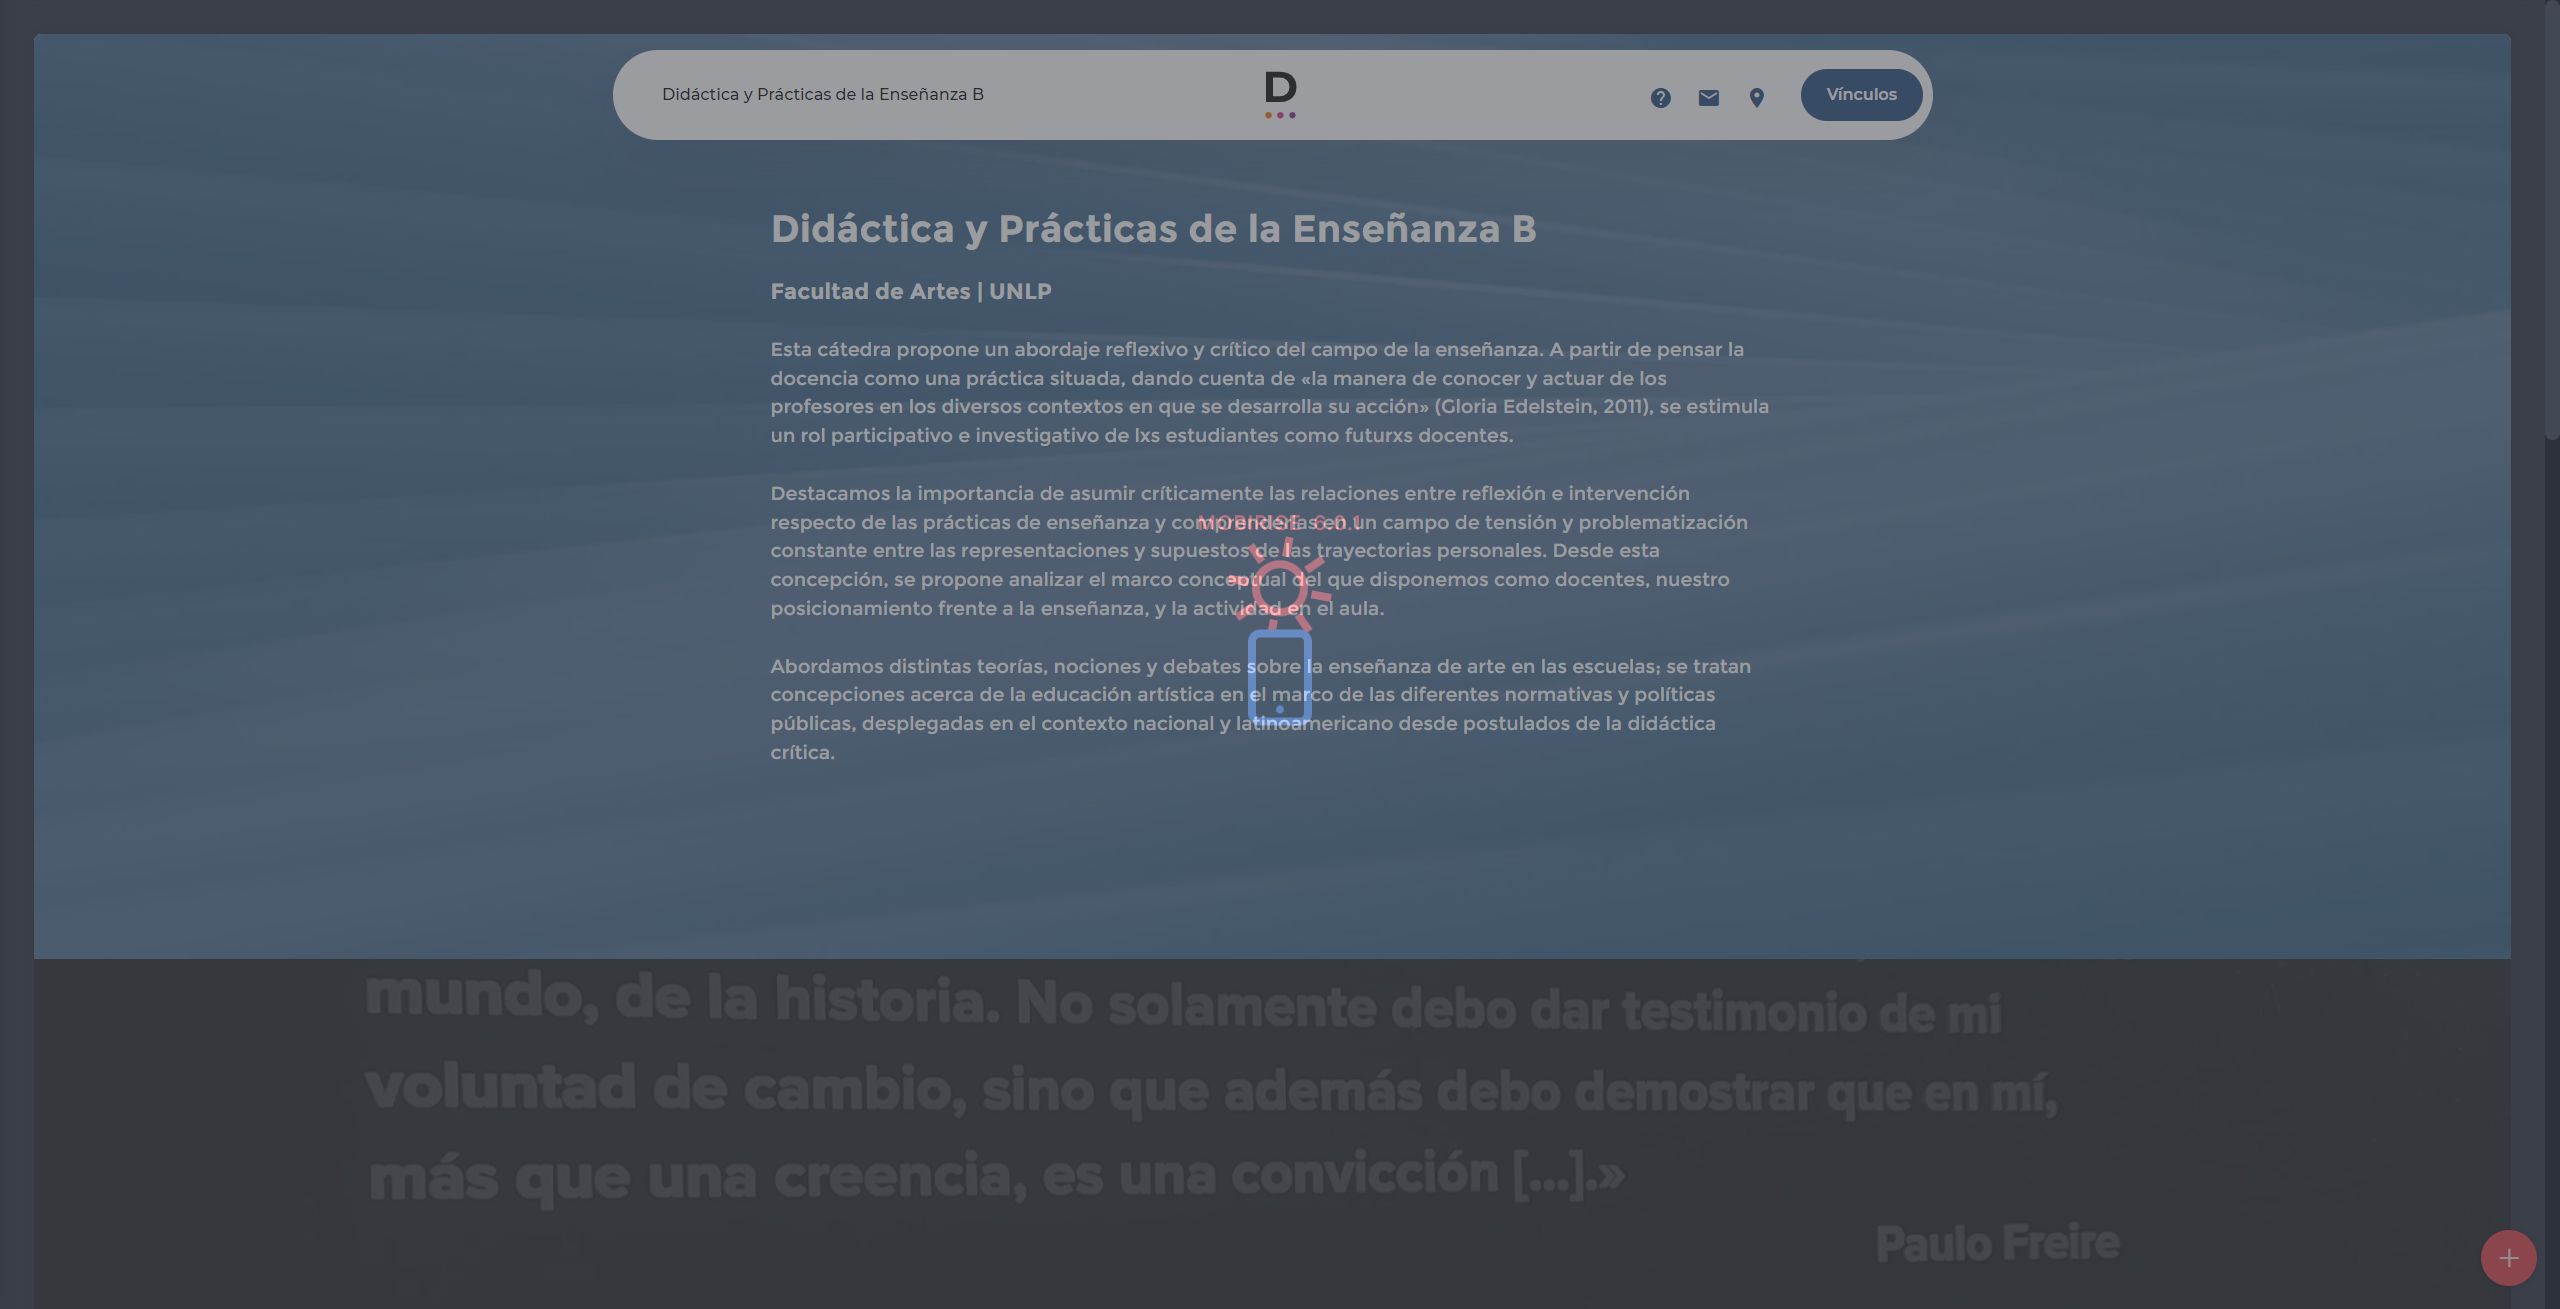 Didáctica y Prácticas de la Enseñanza B
D
Vínculos
Didáctica y Prácticas de la Enseñanza B
Facultad de Artes | UNLP
Esta cátedra propone un abordaje reflexivo y crítico del campo de la enseñanza. A partir de pensar la
docencia como una práctica situada, dando cuenta de «la manera de conocer y actuar de los
profesores en los diversos contextos en que se desarrolla su acción» (Gloria Edelstein, 2011), se estimula
un rol participativo e investigativo de lxs estudiantes como futurxs docentes.
Destacamos la importancia de asumir críticamente las relaciones entre reflexión e intervención
respecto de las prácticas de enseñanza y comprenderlas en un campo de tensión y problematización
MOBIRISE 6.0.1
constante entre las representaciones y supuestos de las trayectorias personales. Desde esta
concepción, se propone analizar el marco conceptual del que disponemos como docentes, nuestro
posicionamiento frente a la enseñanza, y la actividad en el aula.
Abordamos distintas teorías, nociones y debates sobre la enseñanza de arte en las escuelas; se tratan
concepciones acerca de la educación artística en el marco de las diferentes normativas y políticas
públicas, desplegadas en el contexto nacional y latinoamericano desde postulados de la didáctica
crítica.
mundo, de la historia. No solamente debo dar testimonio de mi
voluntad de cambio, sino que además debo demostrar que en mí,
más que una creencia, es una convicción [...].»
Paulo Freire